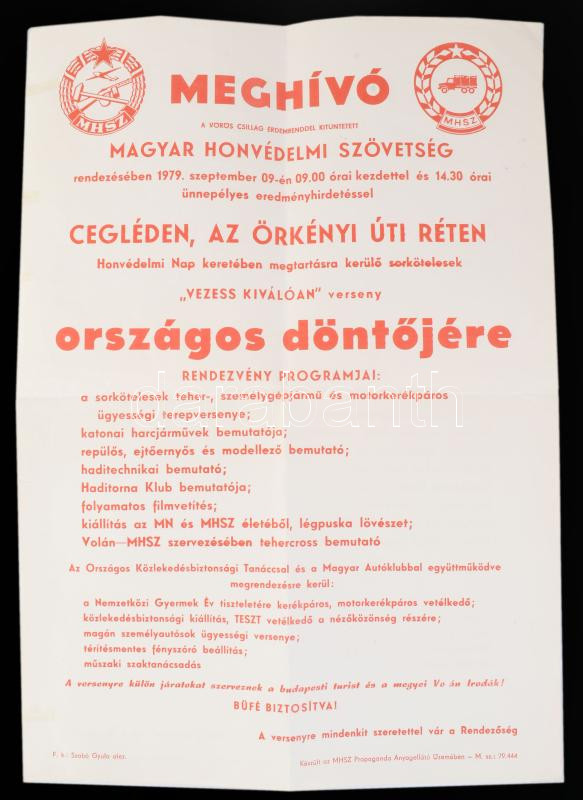 MEGHÍVÓ
MHSZ
MHSZ
A VÖRÖS CSILLAG ÉRDEMRENDDEL KITÜNTETETT
MAGYAR HONVÉDELMI SZÖVETSÉG
rendezésében 1979. szeptember 09-én 09.00 órai kezdettel és 14.30 órai
ünnepélyes eredményhirdetéssel
CEGLÉDEN, AZ ÖRKÉNYI ÚTI RÉTEN
Honvédelmi Nap keretében megtartásra kerülő sorkötelesek
„VEZESS KIVÁLÓAN" verseny
országos döntőjére
RENDEZVÉNY PROGRAMJAI:
a sorkötelesek teher-, személygépjármű és motorkerékpáros
ügyességi terepversenye;
katonai harcjárművek bemutatója;
repülős, ejtőernyős és modellező bemutató;
haditechnikai bemutató;
Haditorna Klub bemutatója;
folyamatos filmvetítés;
kiállítás az MN és MHSZ életéből, légpuska lövészet;
Volán—MHSZ szervezésében tehercross bemutató
Az Országos Közlekedésbiztonsági Tanáccsal és a Magyar Autóklubbal együttműködve
megrendezésre kerül:
a Nemzetközi Gyermek Év tiszteletére kerékpáros, motorkerékpáros vetélkedő;
közlekedésbiztonsági kiállítás, TESZT vetélkedő a nézőközönség részére;
magán személyautósok ügyességi versenye;
térítésmentes fényszóró beállítás;
műszaki szaktanácsadás
A versenyre külön járatokat szerveznek a budapesti turist és a megyei Vo án Irodák!
BÜFÉ BIZTOSÍTVA!
A versenyre mindenkit szeretettel vár a Rendezőség
F. k.: Szabó Gyula alez.
Készült az MHSZ Propaganda Anyagellátó Üzemében – M. sz.: 79.444
darabanth